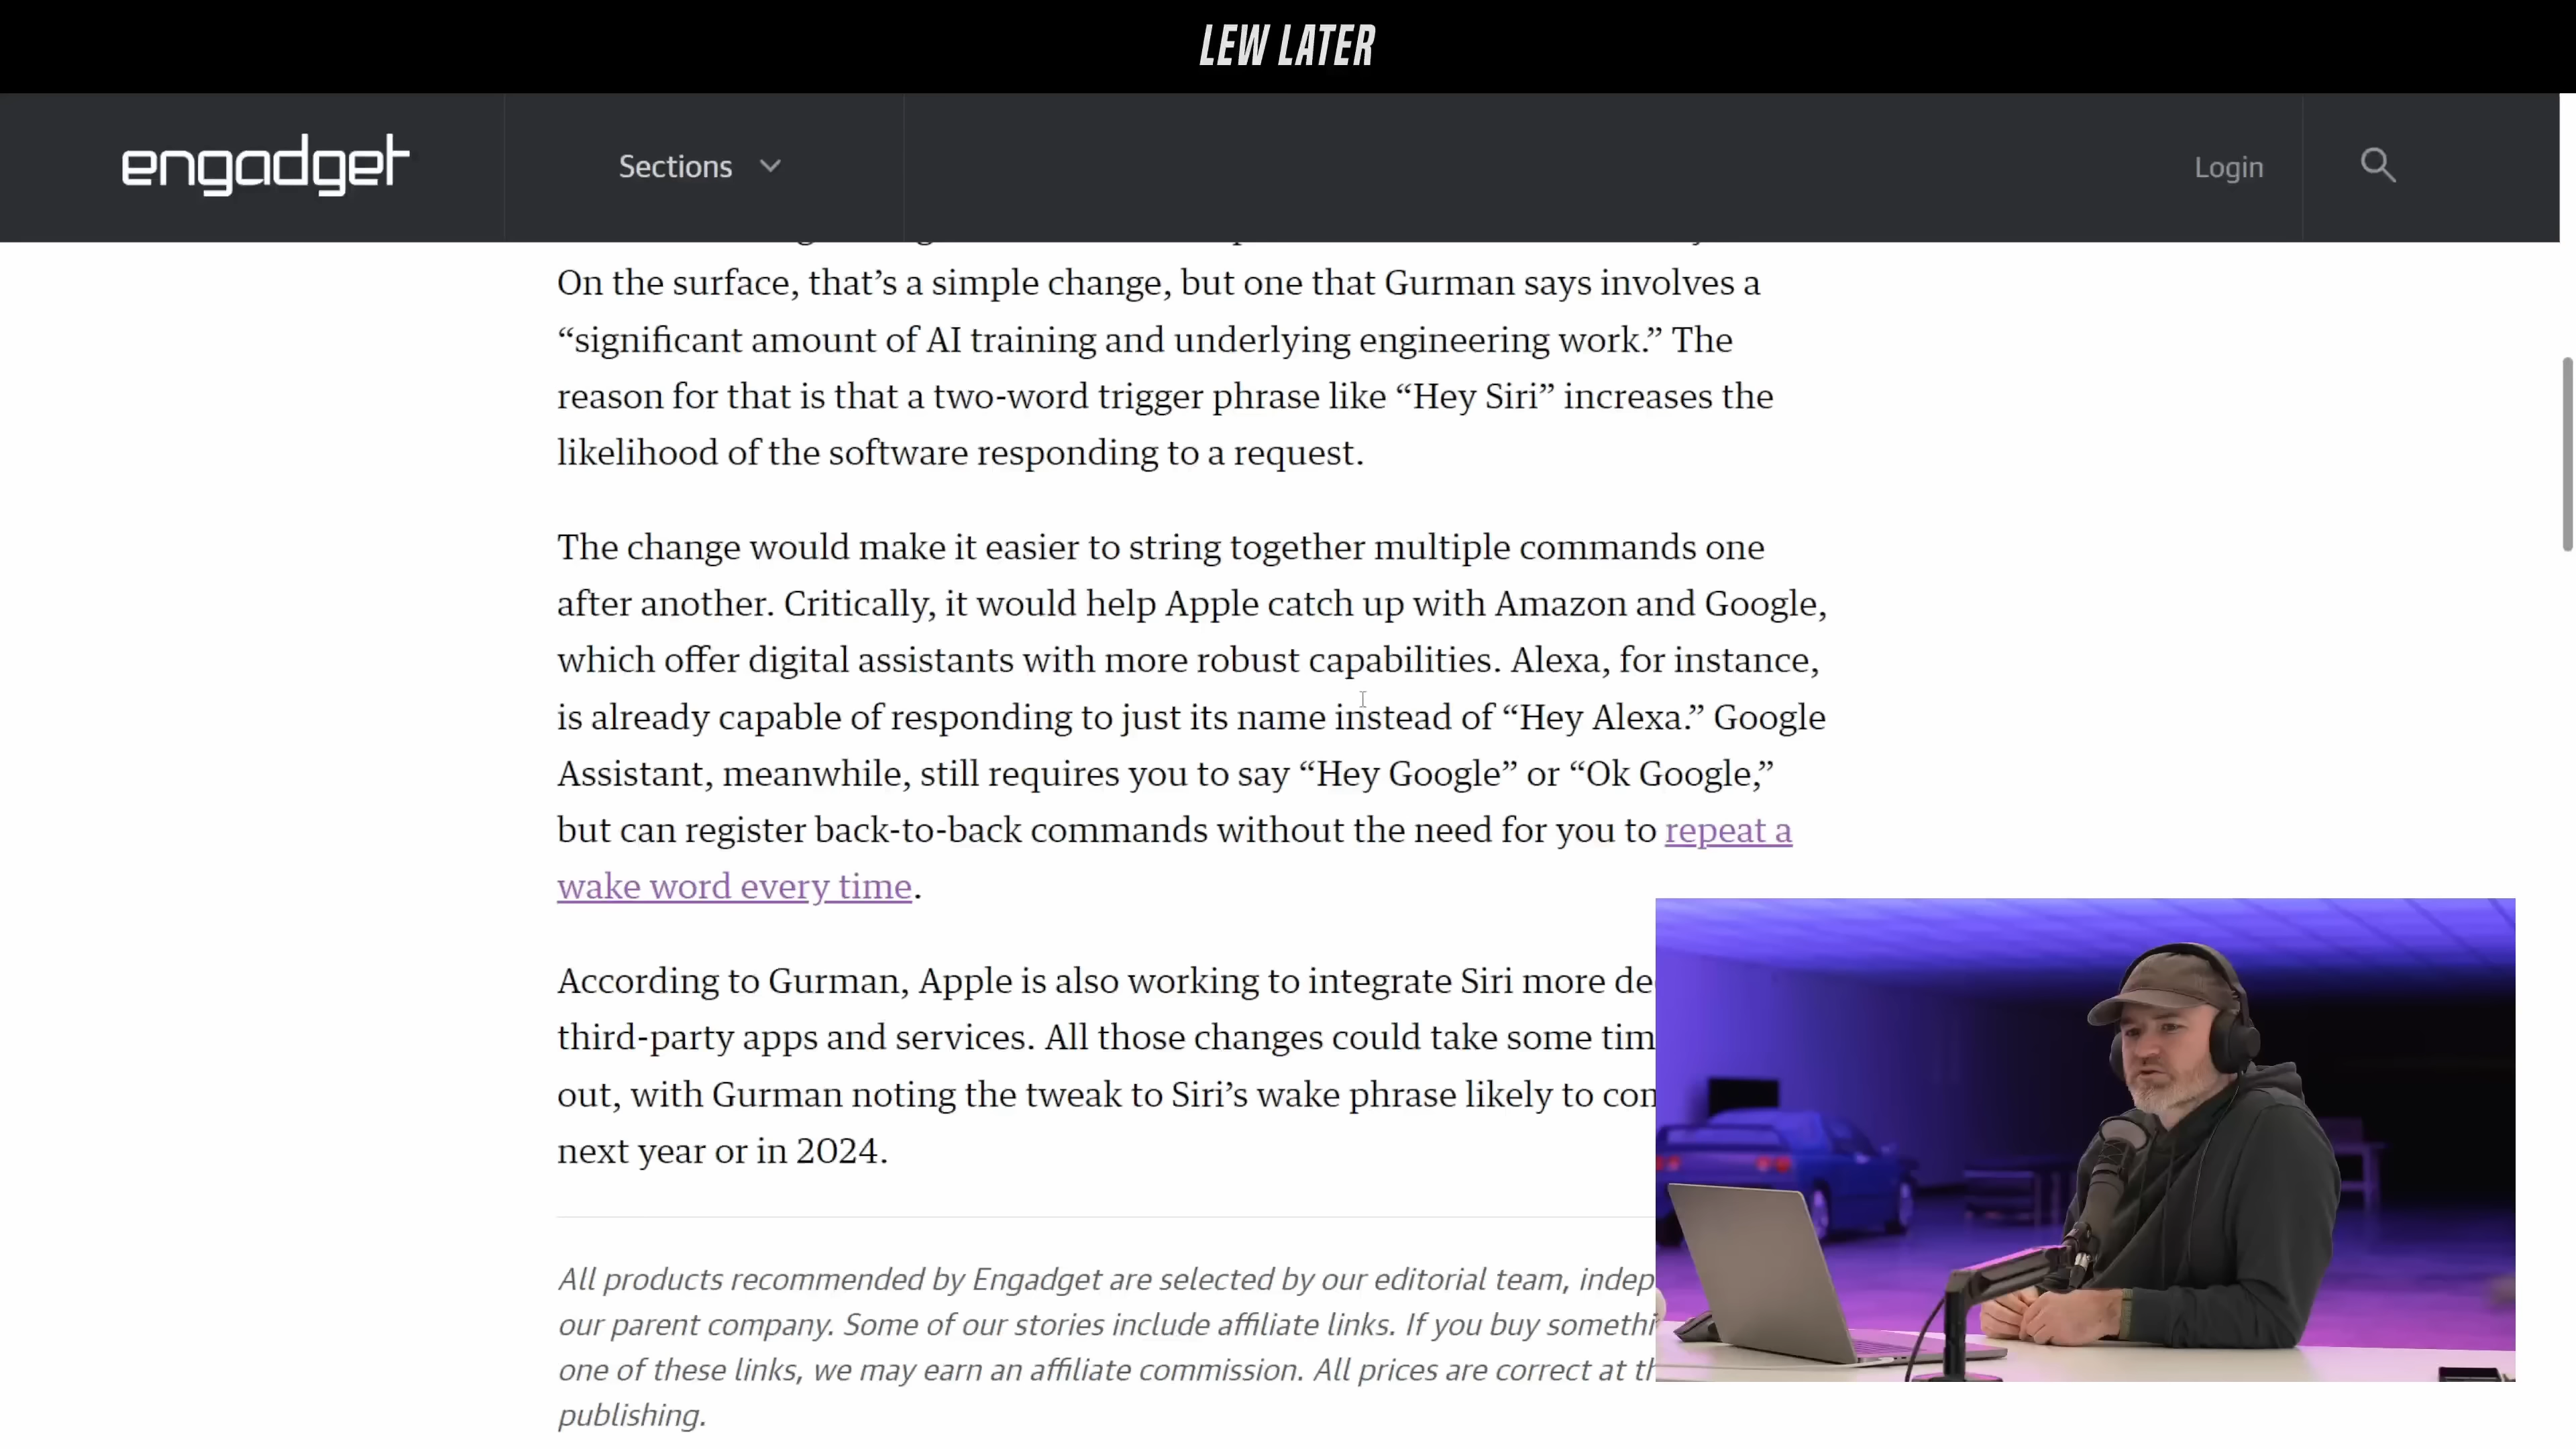 LEW LATER
engadget
Sections
Login
On the surface, that’s a simple change, but one that Gurman says involves a
“significant amount of AI training and underlying engineering work.” The
reason for that is that a two-word trigger phrase like “Hey Siri” increases the
likelihood of the software responding to a request.
The change would make it easier to string together multiple commands one
after another. Critically, it would help Apple catch up with Amazon and Google,
which offer digital assistants with more robust capabilities. Alexa, for instance,
is already capable of responding to just its name instead of “Hey Alexa.” Google
Assistant, meanwhile, still requires you to say “Hey Google” or “Ok Google,”
but can register back-to-back commands without the need for you to repeat a
wake word every time.
According to Gurman, Apple is also working to integrate Siri more
third-party apps and services. All those changes could take some
out, with Gurman noting the tweak to Siri’s wake phrase likely to
next year or in 2024.
All products recommended by Engadget are selected by our editorial team,
our parent company. Some of our stories include affiliate links. If you buy
one of these links, we may earn an affiliate commission. All prices are correct at
publishing.